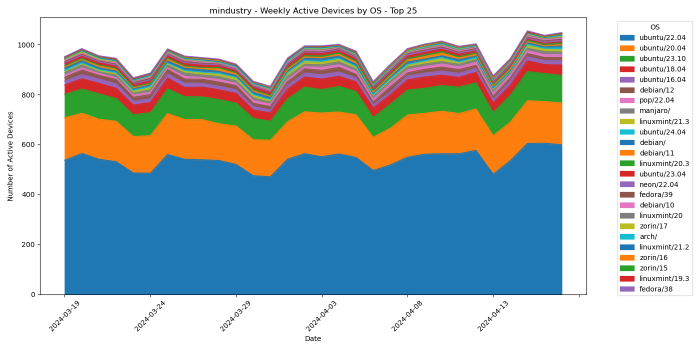 mindustry - Weekly Active Devices by OS - Top 25
Number of Active Devices
1000
800
600
400
200
0
2024-03-19
2024-03-24
2024-03-29
2024-04-03
2024-04-08
2024-04-13
Date
OS
ubuntu/22.04
ubuntu/20.04
ubuntu/23.10
ubuntu/18.04
ubuntu/16.04
debian/12
pop/22.04
manjaro/
linuxmint/21.3
ubuntu/24.04
debian/
debian/11
linuxmint/20.3
ubuntu/23.04
neon/22.04
fedora/39
debian/10
linuxmint/20
zorin/17
arch/
linuxmint/21.2
zorin/16
zorin/15
linuxmint/19.3
fedora/38